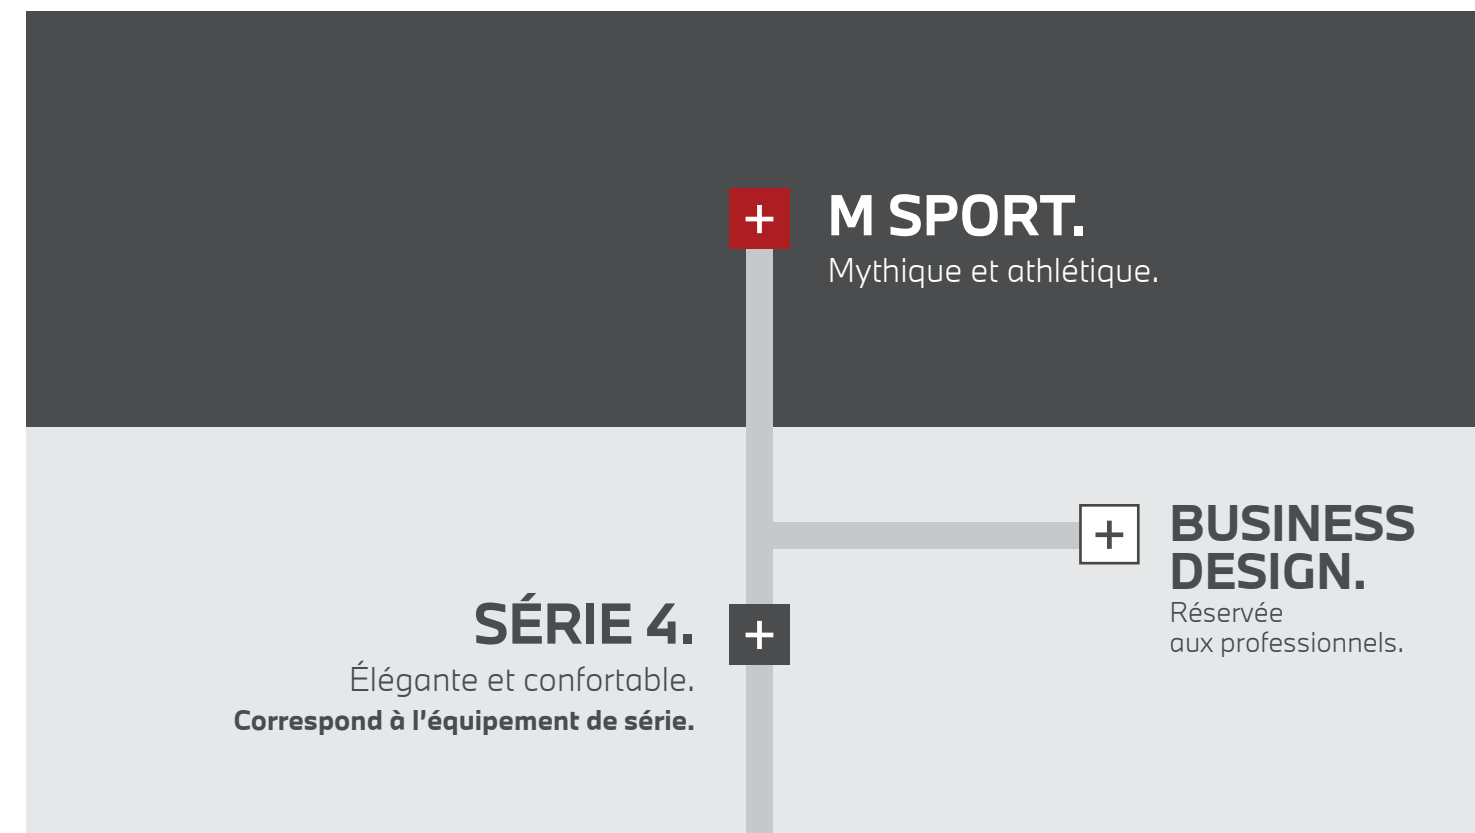 M SPORT.
Mythique et athlétique.
BUSINESS
DESIGN.
Réservée
aux professionnels.
SÉRIE 4.
Élégante et confortable.
Correspond à l’équipement de série.